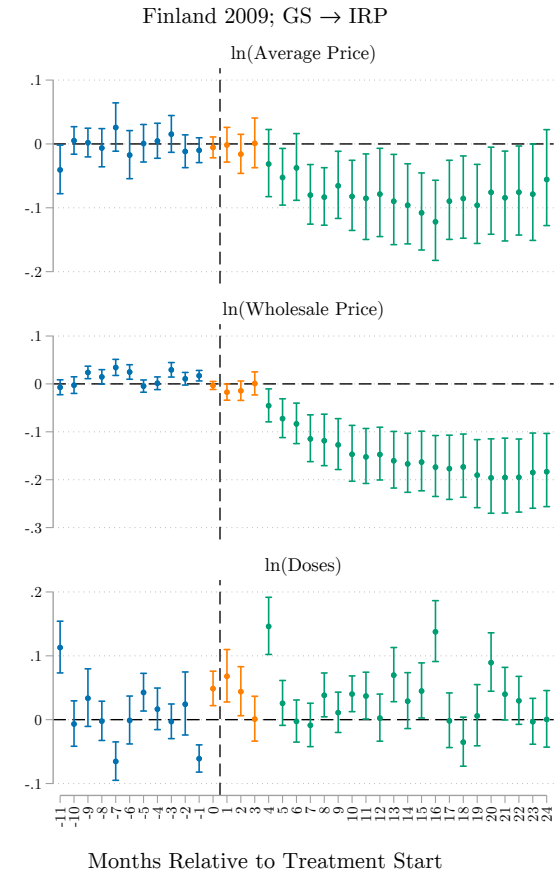 Finland 2009; GS → IRP
ln(Average Price)
.1
0
-.1
-.2
ln(Wholesale Price)
.1
0
-.1
-.2
-.3
ln(Doses)
.2
.1
0
-.1
-11 -10 -9 -8 -7 -6 -5 -4 -3 -2 -1 0 1 2 3 4 5 6 7 8 9 10 11 12 13 14 15 16 17 18 19 20 21 22 23 24
Months Relative to Treatment Start